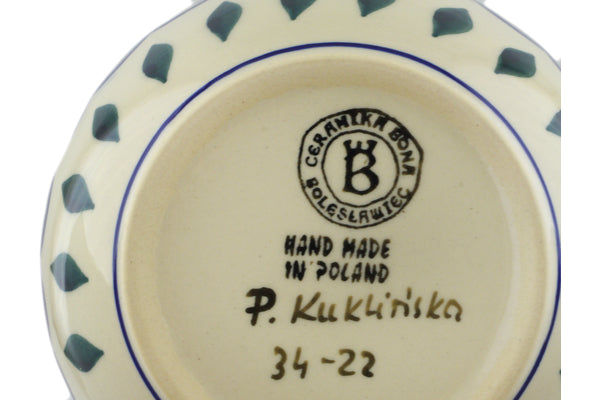 CERAMIKA BONA
BOLESŁAWIEC
B
HAND MADE
IN POLAND
P. Kuklińska
34-22